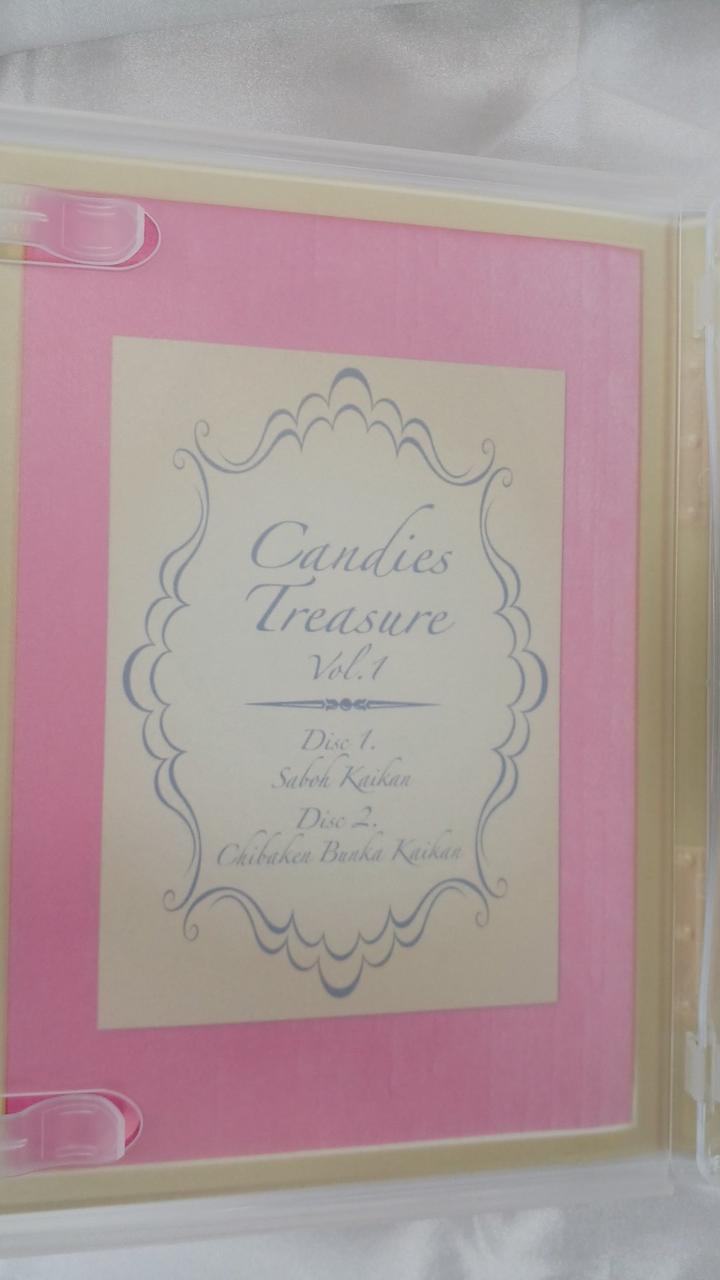 Candies
Treasure
Vol.1
Disc 1.
Saboh Kaikan
Disc 2.
Chibaken Bunka Kaikan